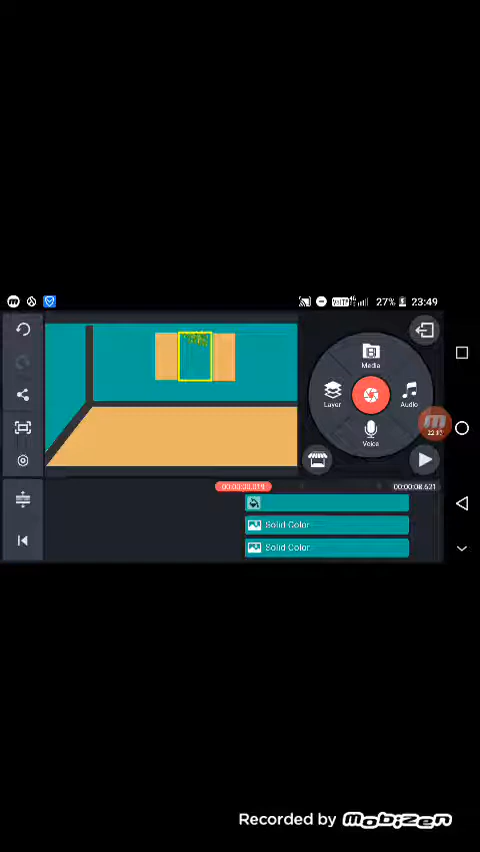 27% 23:49
Media
Layer
Audio
Voice
00:00:08.621
Solid Color
Solid Color
Recorded by Mobizen